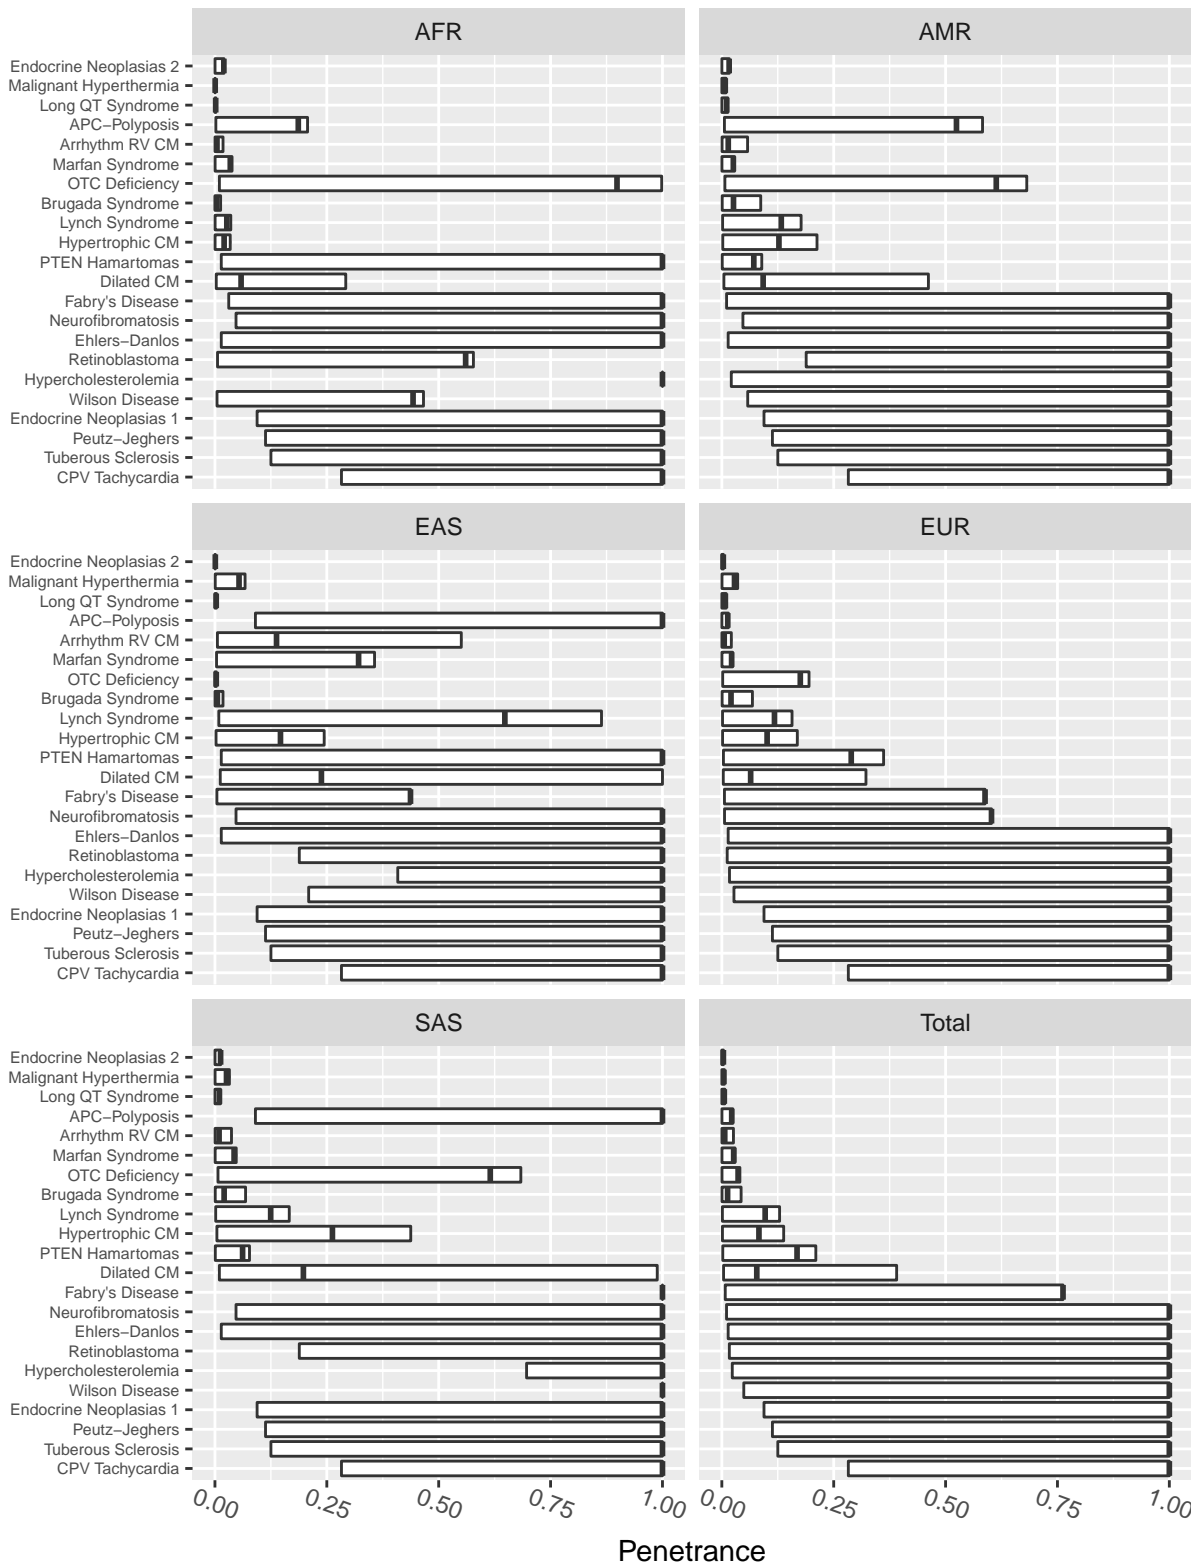 AFR AMR
Endocrine Neoplasias 2
Malignant Hyperthermia
Long QT Syndrome
APC−Polyposis
Arrhythm RV CM
Marfan Syndrome
OTC Deficiency
Brugada Syndrome
Lynch Syndrome
Hypertrophic CM
PTEN Hamartomas
Dilated CM
Fabry's Disease
Neurofibromatosis
Ehlers−Danlos
Retinoblastoma
Hypercholesterolemia
Wilson Disease
Endocrine Neoplasias 1
Peutz−Jeghers
Tuberous Sclerosis
CPV Tachycardia
EAS EUR
Endocrine Neoplasias 2
Malignant Hyperthermia
Long QT Syndrome
APC−Polyposis
Arrhythm RV CM
Marfan Syndrome
OTC Deficiency
Brugada Syndrome
Lynch Syndrome
Hypertrophic CM
PTEN Hamartomas
Dilated CM
Fabry's Disease
Neurofibromatosis
Ehlers−Danlos
Retinoblastoma
Hypercholesterolemia
Wilson Disease
Endocrine Neoplasias 1
Peutz−Jeghers
Tuberous Sclerosis
CPV Tachycardia
SAS Total
Endocrine Neoplasias 2
Malignant Hyperthermia
Long QT Syndrome
APC−Polyposis
Arrhythm RV CM
Marfan Syndrome
OTC Deficiency
Brugada Syndrome
Lynch Syndrome
Hypertrophic CM
PTEN Hamartomas
Dilated CM
Fabry's Disease
Neurofibromatosis
Ehlers−Danlos
Retinoblastoma
Hypercholesterolemia
Wilson Disease
Endocrine Neoplasias 1
Peutz−Jeghers
Tuberous Sclerosis
CPV Tachycardia
0.00 0.25 0.50 0.75 1.00 0.00 0.25 0.50 0.75 1.00
Penetrance